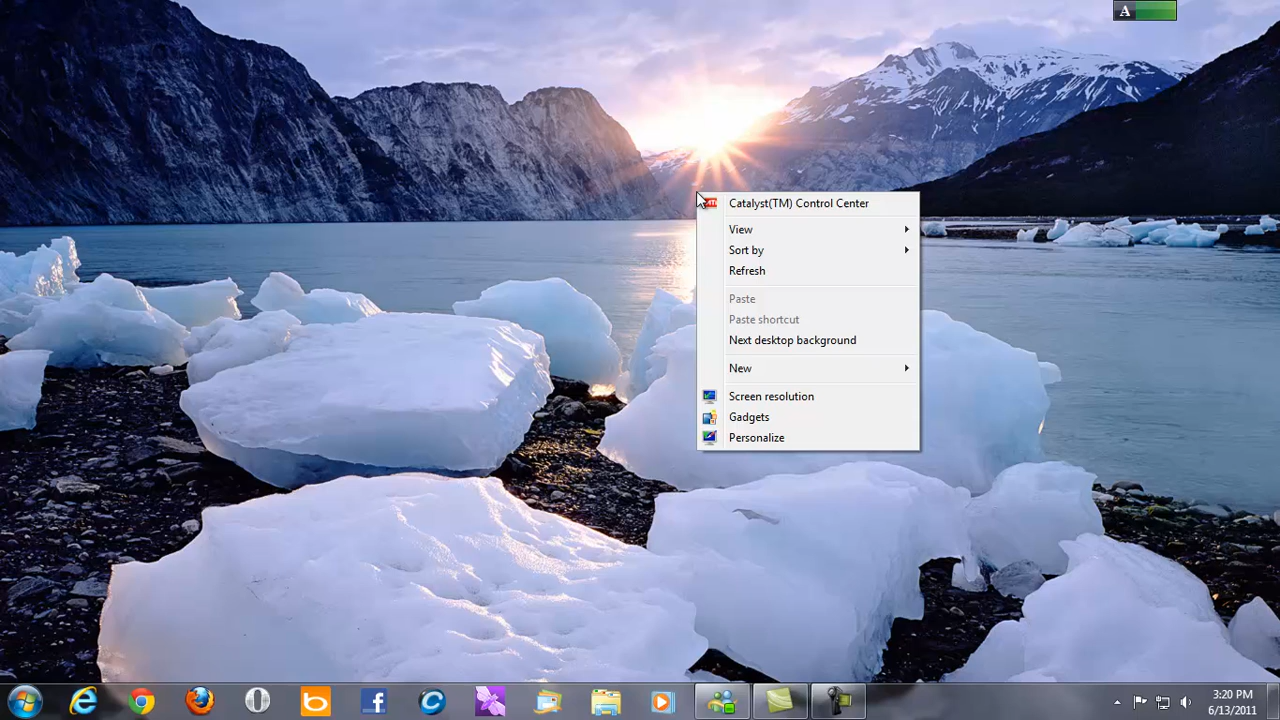 A
Catalyst(TM) Control Center
View
Sort by
Refresh
Paste
Paste shortcut
Next desktop background
New
Screen resolution
Gadgets
Personalize
3:20 PM
6/13/2011